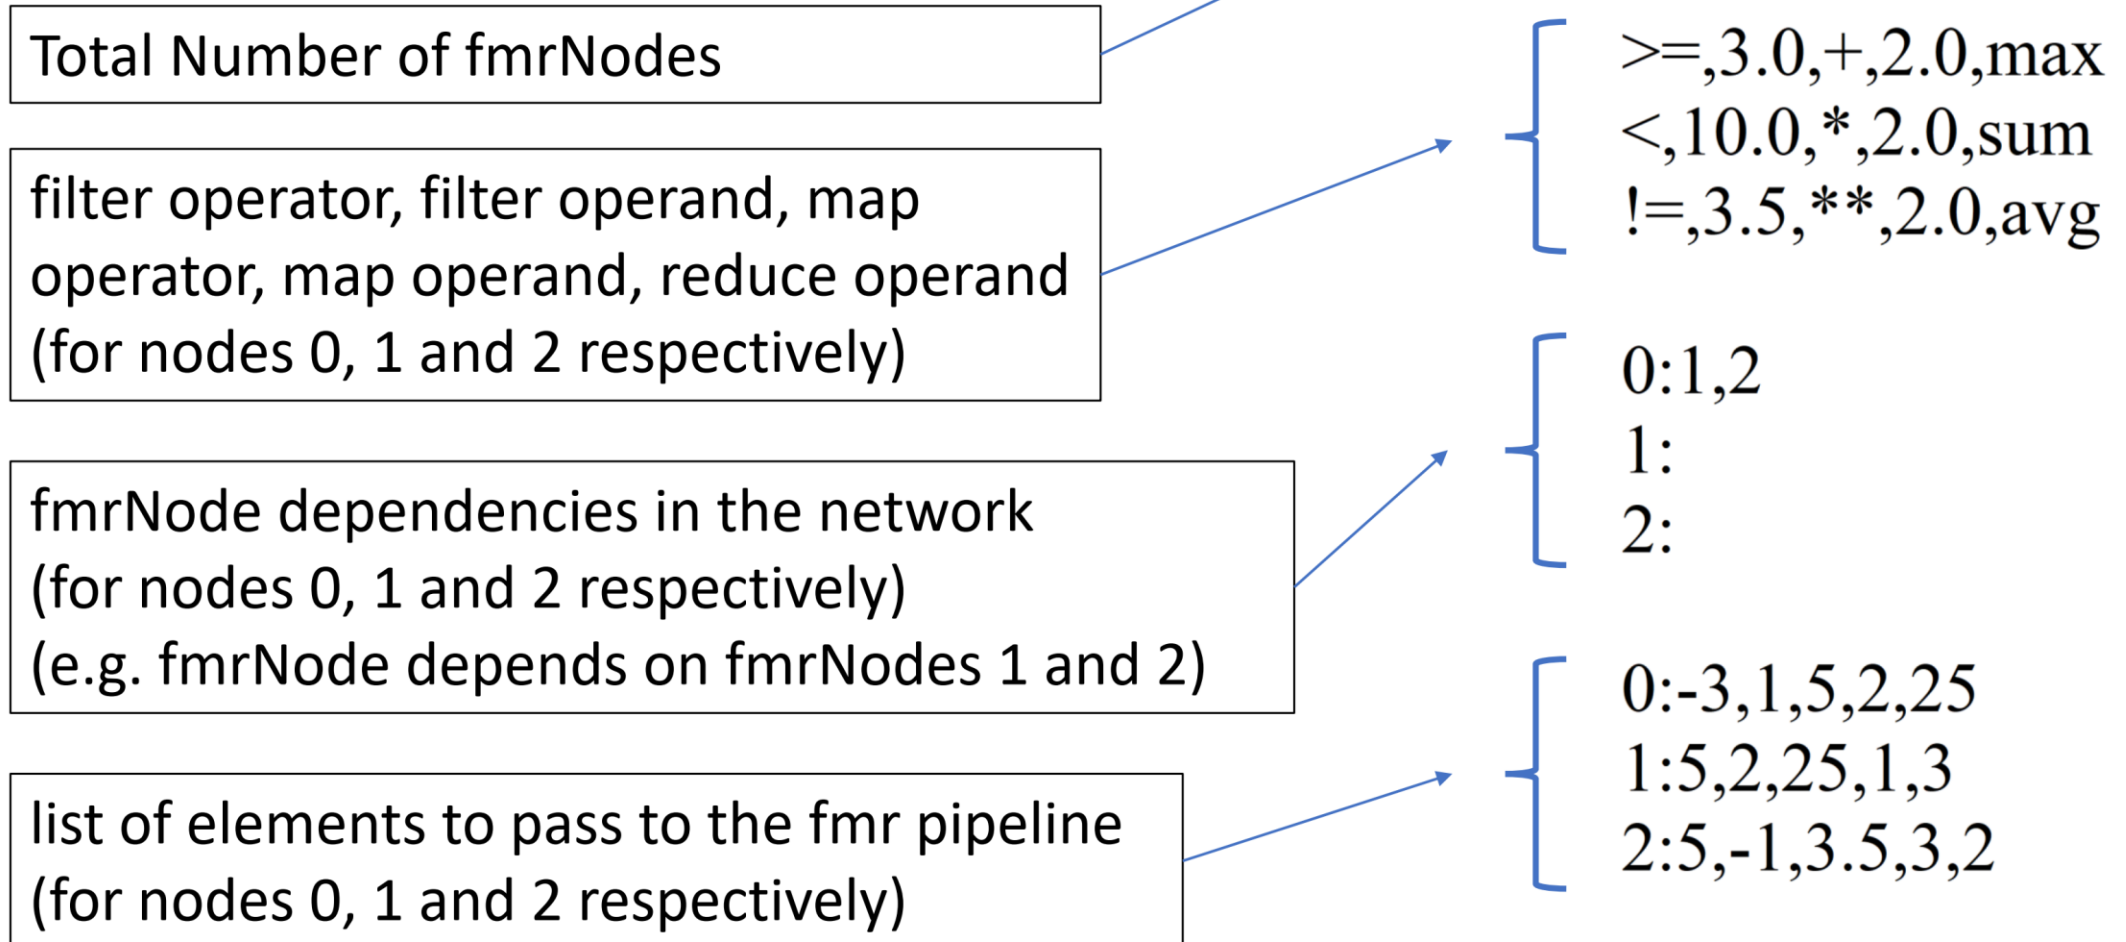 Total Number of fmrNodes
filter operator, filter operand, map
operator, map operand, reduce operand
(for nodes 0, 1 and 2 respectively)
fmrNode dependencies in the network
(for nodes 0, 1 and 2 respectively)
(e.g. fmrNode depends on fmrNodes 1 and 2)
list of elements to pass to the fmr pipeline
(for nodes 0, 1 and 2 respectively)
>=,3.0,+,2.0,max
<,10.0,*,2.0,sum
!=,3.5,**,2.0,avg
0:1,2
1:
2:
0:-3,1,5,2,25
1:5,2,25,1,3
2:5,-1,3.5,3,2